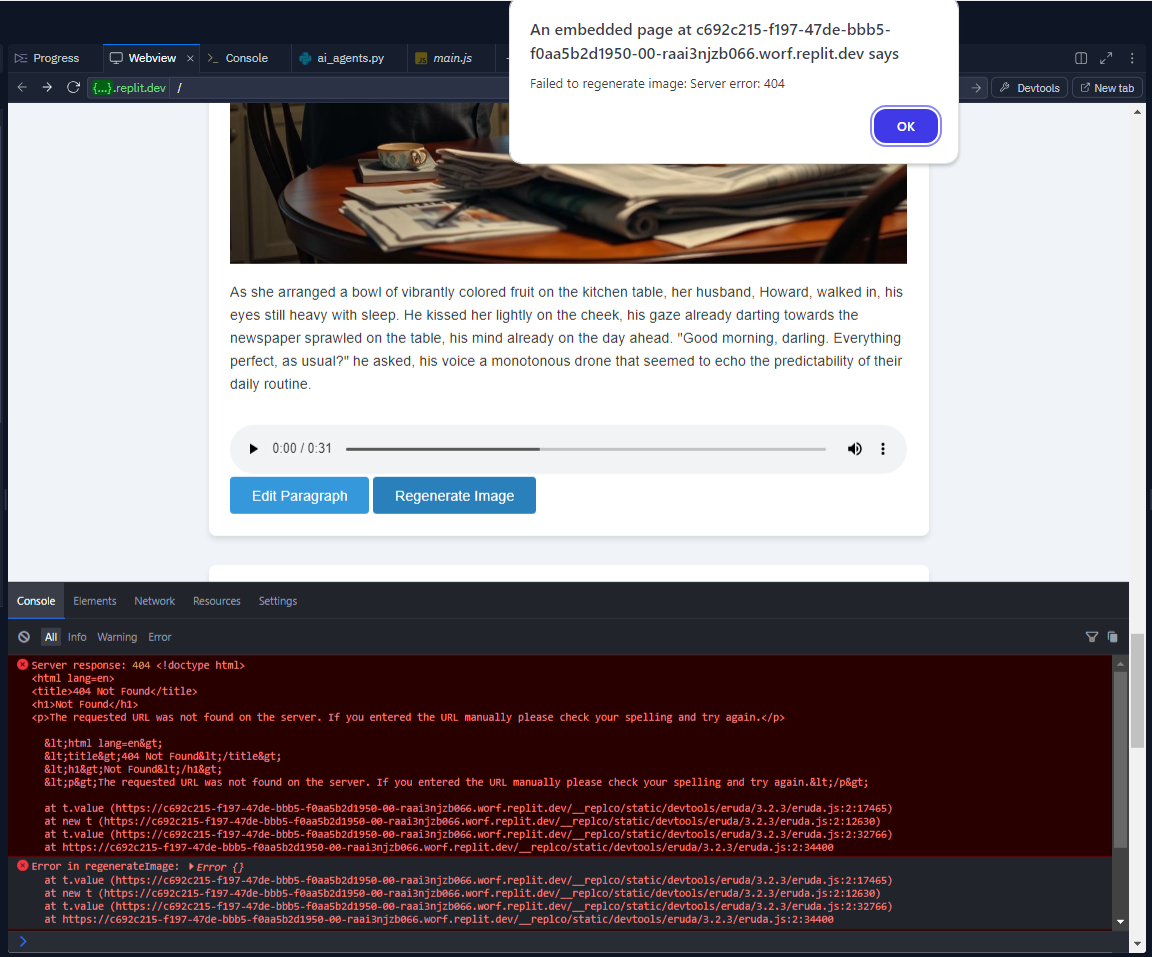 An embedded page at c692c215-f197-47de-bbb5-
f0aa5b2d1950-00-raai3njzb066.worf.replit.dev says
Failed to regenerate image: Server error: 404
OK
Progress
Webview
Console
ai_agents.py
main.js
{...}.replit.dev /
Devtools
New tab
As she arranged a bowl of vibrantly colored fruit on the kitchen table, her husband, Howard, walked in, his
eyes still heavy with sleep. He kissed her lightly on the cheek, his gaze already darting towards the
newspaper sprawled on the table, his mind already on the day ahead. "Good morning, darling. Everything
perfect, as usual?" he asked, his voice a monotonous drone that seemed to echo the predictability of their
daily routine.
0:00 / 0:31
Edit Paragraph
Regenerate Image
Console Elements Network Resources Settings
All Info Warning Error
Server response: 404 <!doctype html>
<html lang=en>
<title>404 Not Found</title>
<h1>Not Found</h1>
<p>The requested URL was not found on the server. If you entered the URL manually please check your spelling and try again.</p>
&lt;html lang=en&gt;
&lt;title&gt;404 Not Found&lt;/title&gt;
&lt;h1&gt;Not Found&lt;/h1&gt;
&lt;p&gt;The requested URL was not found on the server. If you entered the URL manually please check your spelling and try again.&lt;/p&gt;
at t.value (https://c692c215-f197-47de-bbb5-f0aa5b2d1950-00-raai3njzb066.worf.replit.dev/__replco/static/devtools/eruda/3.2.3/eruda.js:2:17465)
at new t (https://c692c215-f197-47de-bbb5-f0aa5b2d1950-00-raai3njzb066.worf.replit.dev/__replco/static/devtools/eruda/3.2.3/eruda.js:2:12630)
at t.value (https://c692c215-f197-47de-bbb5-f0aa5b2d1950-00-raai3njzb066.worf.replit.dev/__replco/static/devtools/eruda/3.2.3/eruda.js:2:32766)
at https://c692c215-f197-47de-bbb5-f0aa5b2d1950-00-raai3njzb066.worf.replit.dev/__replco/static/devtools/eruda/3.2.3/eruda.js:2:34400
Error in regenerateImage: Error {}
at t.value (https://c692c215-f197-47de-bbb5-f0aa5b2d1950-00-raai3njzb066.worf.replit.dev/__replco/static/devtools/eruda/3.2.3/eruda.js:2:17465)
at new t (https://c692c215-f197-47de-bbb5-f0aa5b2d1950-00-raai3njzb066.worf.replit.dev/__replco/static/devtools/eruda/3.2.3/eruda.js:2:12630)
at t.value (https://c692c215-f197-47de-bbb5-f0aa5b2d1950-00-raai3njzb066.worf.replit.dev/__replco/static/devtools/eruda/3.2.3/eruda.js:2:32766)
at https://c692c215-f197-47de-bbb5-f0aa5b2d1950-00-raai3njzb066.worf.replit.dev/__replco/static/devtools/eruda/3.2.3/eruda.js:2:34400